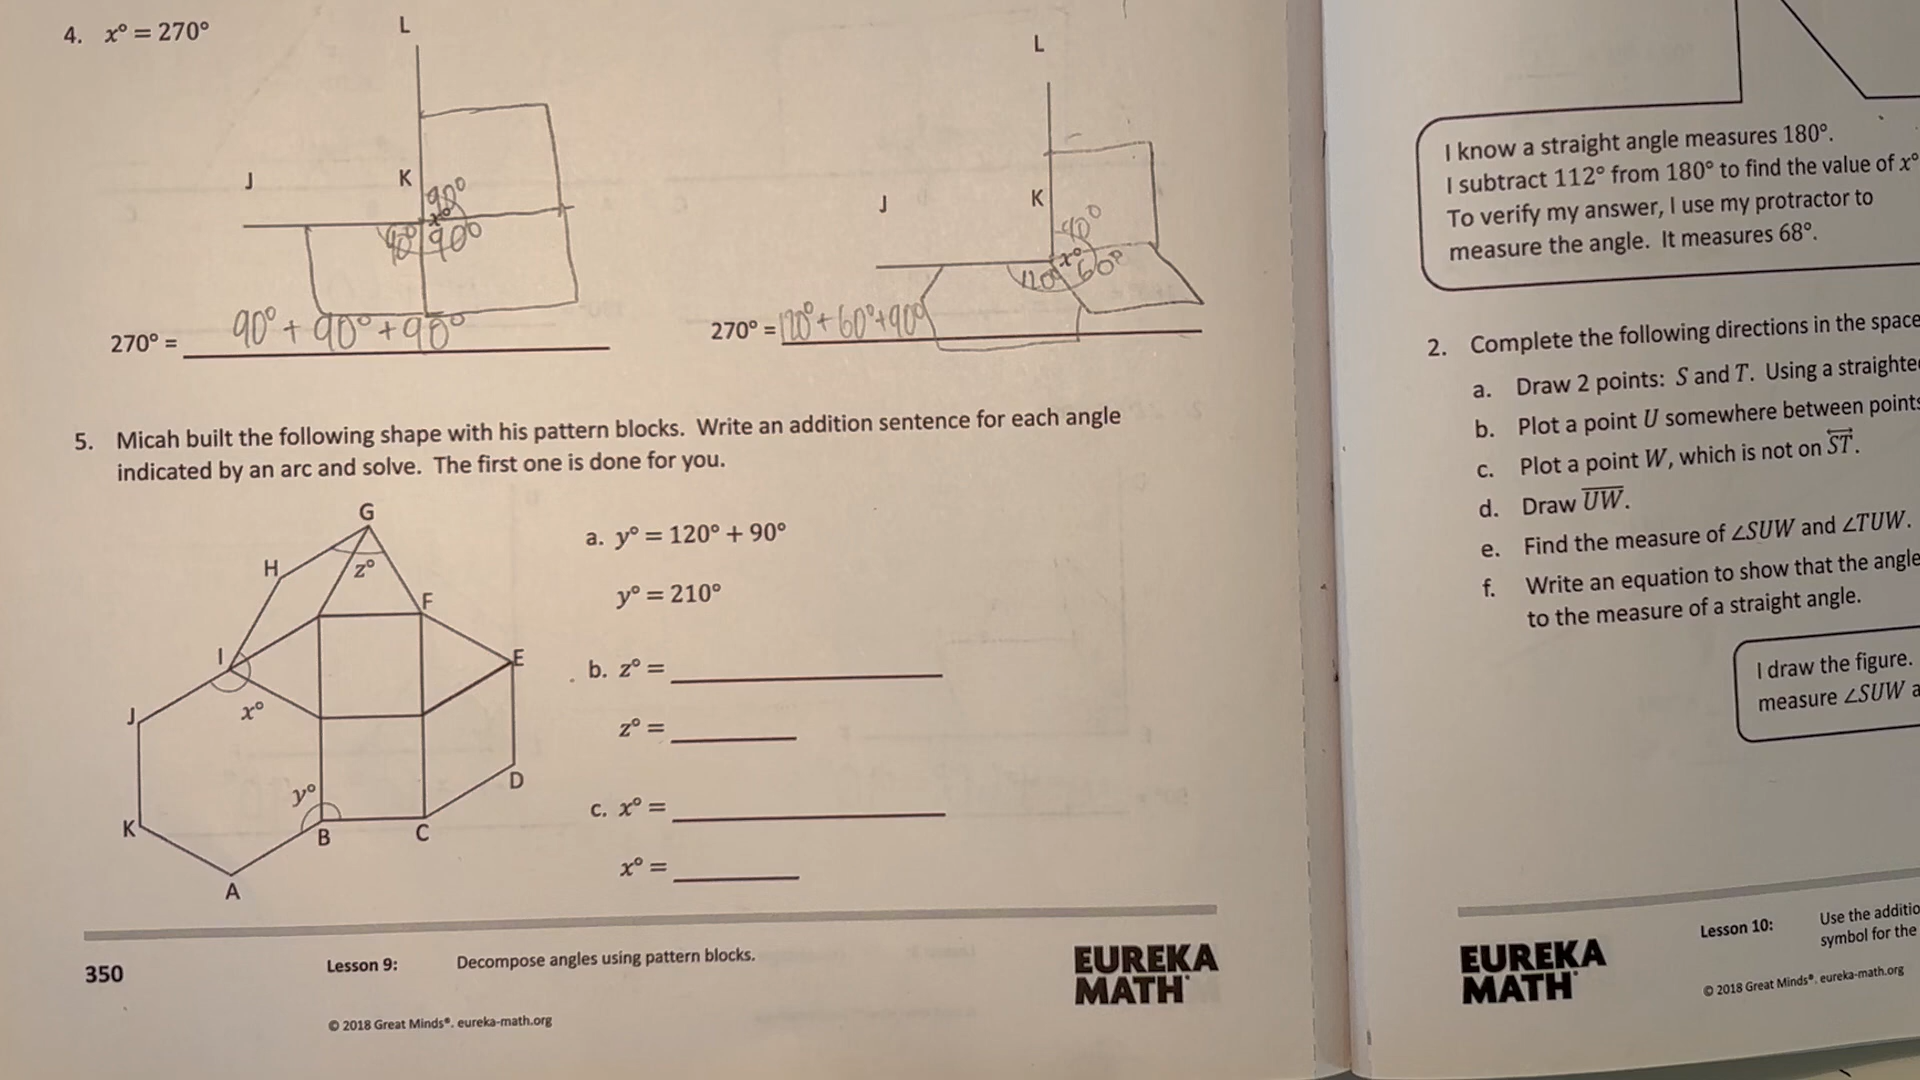 4. x° = 270°
L
J
K
90°
x°
90° 90°
270° = 90° + 90° + 90°
L
J
K
90°
x°
120° 60°
270° = 120° + 60° + 90°
5. Micah built the following shape with his pattern blocks. Write an addition sentence for each angle
indicated by an arc and solve. The first one is done for you.
G
H
z°
F
I
E
J
x°
y°
D
K
B
C
A
a. y° = 120° + 90°
y° = 210°
b. z° =
z° =
c. x° =
x° =
350
Lesson 9: Decompose angles using pattern blocks.
© 2018 Great Minds®. eureka-math.org
EUREKA
MATH
I know a straight angle measures 180°.
I subtract 112° from 180° to find the value of x°
To verify my answer, I use my protractor to
measure the angle. It measures 68°.
2. Complete the following directions in the space
a. Draw 2 points: S and T. Using a straighte
b. Plot a point U somewhere between points
c. Plot a point W, which is not on ST.
d. Draw UW.
e. Find the measure of ∠SUW and ∠TUW.
f. Write an equation to show that the angle
to the measure of a straight angle.
I draw the figure.
measure ∠SUW a
EUREKA
MATH
Lesson 10: Use the additio
symbol for the
© 2018 Great Minds®. eureka-math.org